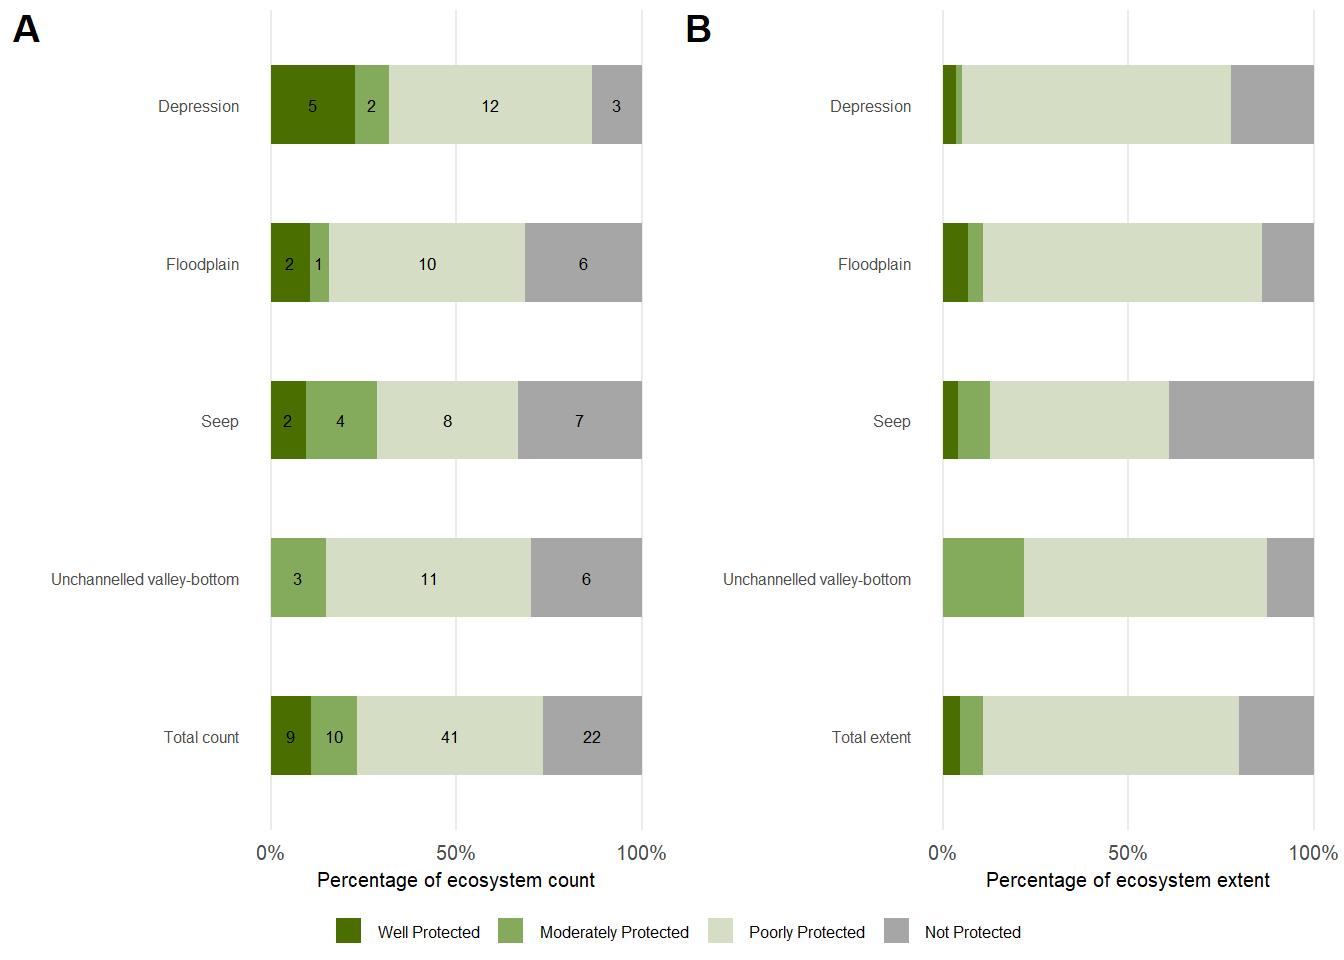 A
Depression
5 2 12 3
Floodplain
2 1 10 6
Seep
2 4 8 7
Unchannelled valley-bottom
3 11 6
Total count
9 10 41 22
0% 50% 100%
Percentage of ecosystem count
B
Depression
Floodplain
Seep
Unchannelled valley-bottom
Total extent
0% 50% 100%
Percentage of ecosystem extent
Well Protected Moderately Protected Poorly Protected Not Protected